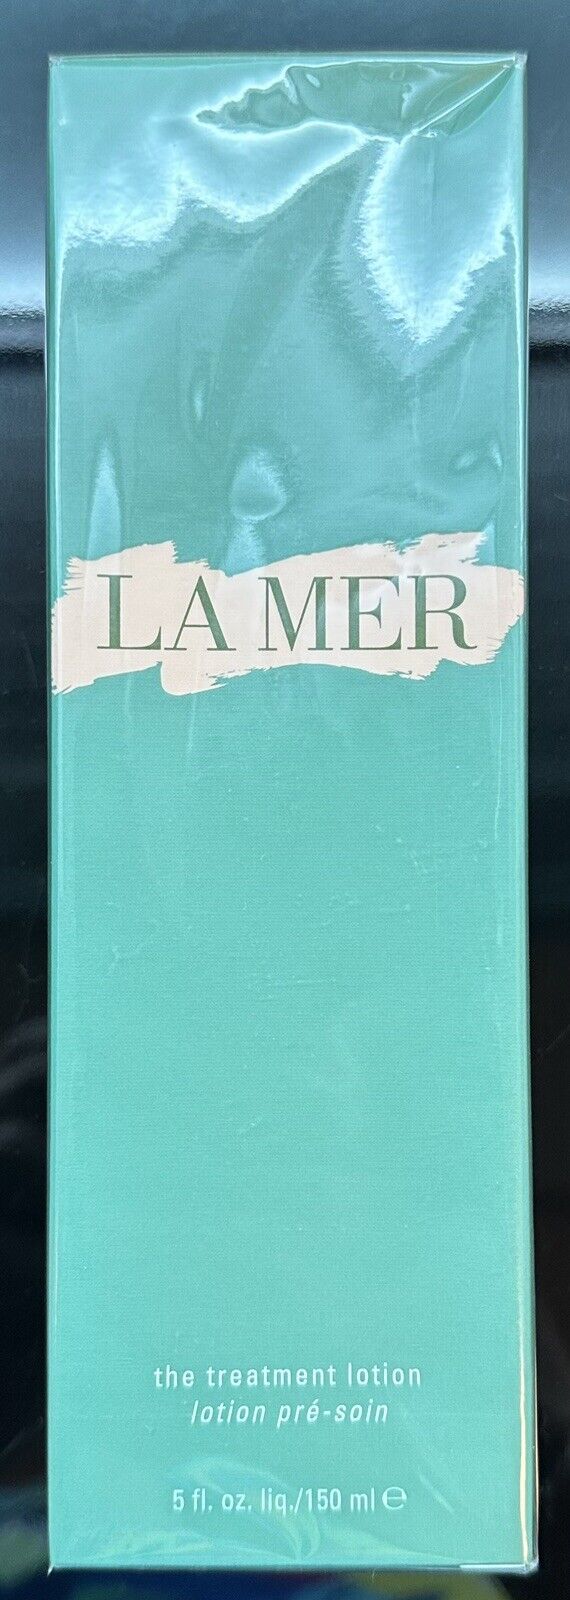 LA MER
the treatment lotion
lotion pré-soin
5 fl. oz. liq./150 ml ℮